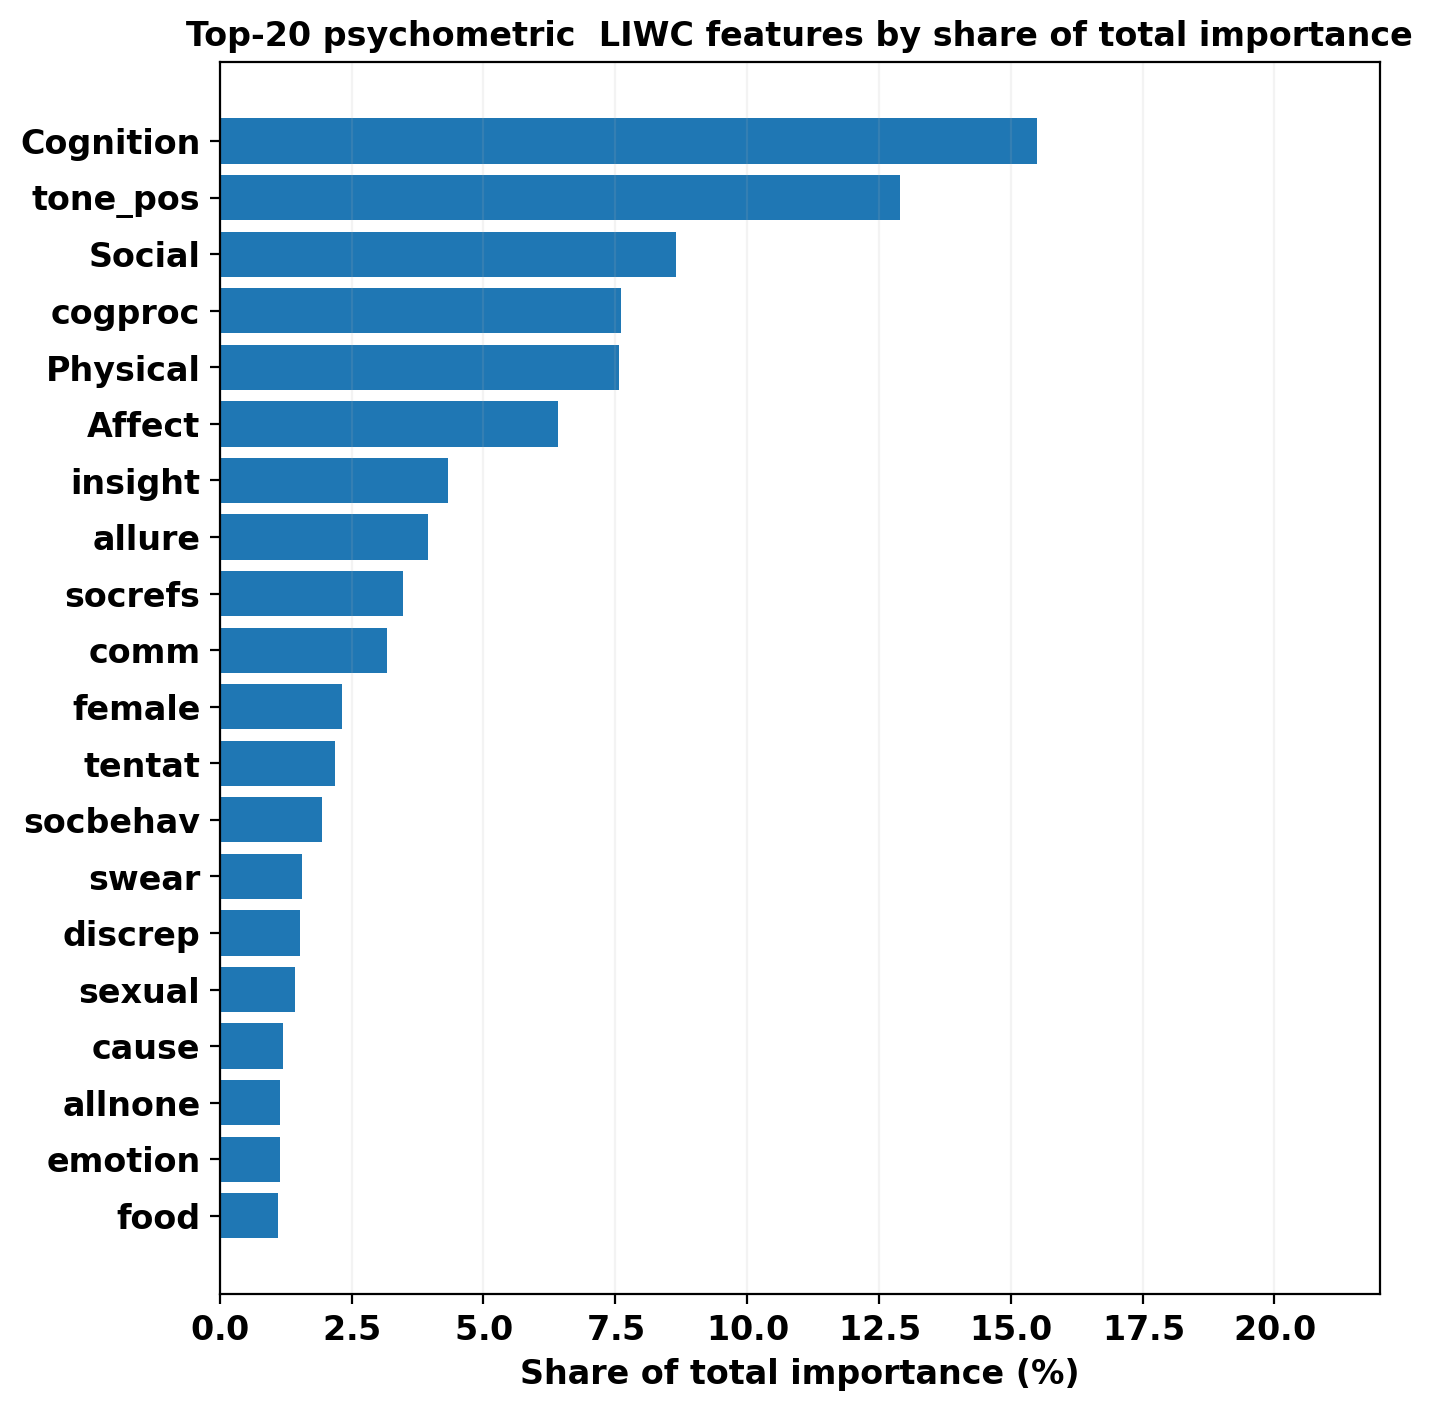 Top-20 psychometric  LIWC features by share of total importance
Cognition
tone_pos
Social
cogproc
Physical
Affect
insight
allure
socrefs
comm
female
tentat
socbehav
swear
discrep
sexual
cause
allnone
emotion
food
0.0 2.5 5.0 7.5 10.0 12.5 15.0 17.5 20.0
Share of total importance (%)